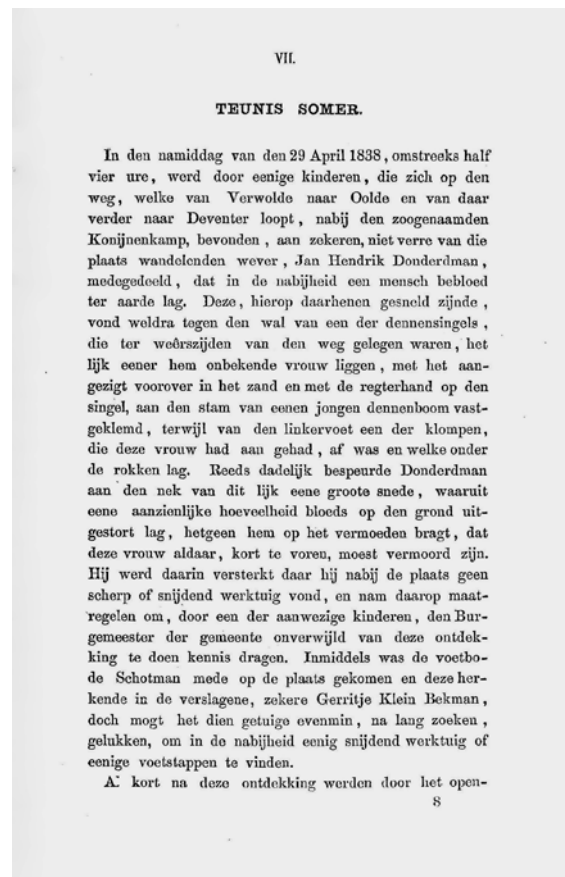 VII.
TEUNIS SOMER.
In den namiddag van den 29 April 1838, omstreeks half
vier ure, werd door eenige kinderen, die zich op den
weg, welke van Verwolde naar Oolde en van daar
verder naar Deventer loopt, nabij den zoogenaamden
Konijnenkamp, bevonden, aan zekeren, niet verre van die
plaats wandelenden wever, Jan Hendrik Donderdman,
medegedeeld, dat in de nabijheid een mensch bebloed
ter aarde lag. Deze, hierop daarhenen gesneld zijnde,
vond weldra tegen den wal van een der dennensingels,
die ter weêrszijden van den weg gelegen waren, het
lijk eener hem onbekende vrouw liggen, met het aan-
gezigt voorover in het zand en met de regterhand op den
singel, aan den stam van eenen jongen dennenboom vast-
geklemd, terwijl van den linkervoet een der klompen,
die deze vrouw had aan gehad, af was en welke onder
de rokken lag. Reeds dadelijk bespeurde Donderdman
aan den nek van dit lijk eene groote snede, waaruit
eene aanzienlijke hoeveelheid bloeds op den grond uit-
gestort lag, hetgeen hem op het vermoeden bragt, dat
deze vrouw aldaar, kort te voren, moest vermoord zijn.
Hij werd daarin versterkt daar hij nabij de plaats geen
scherp of snijdend werktuig vond, en nam daarop maat-
regelen om, door een der aanwezige kinderen, den Bur-
gemeester der gemeente onverwijld van deze ontdek-
king te doen kennis dragen. Inmiddels was de voetbo-
de Schotman mede op de plaats gekomen en deze her-
kende in de verslagene, zekere Gerritje Klein Bekman,
doch mogt het dien getuige evenmin, na lang zoeken,
gelukken, om in de nabijheid eenig snijdend werktuig of
eenige voetstappen te vinden.
Al kort na deze ontdekking werden door het open-
8